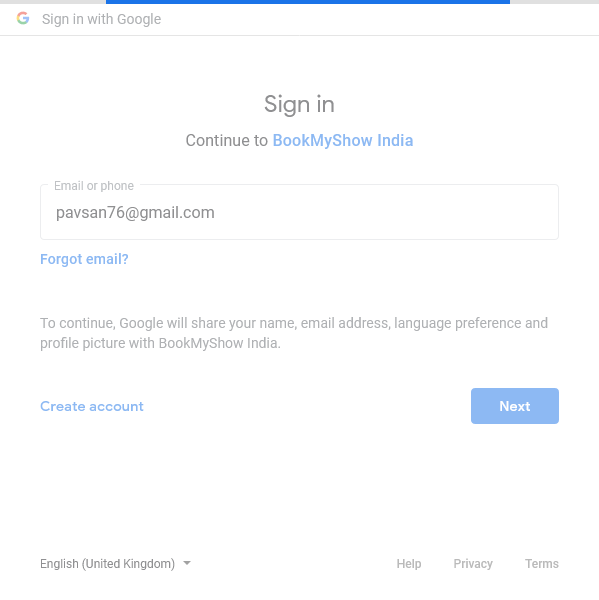 Sign in with Google
Sign in
Continue to BookMyShow India
Email or phone
pavsan76@gmail.com
Forgot email?
To continue, Google will share your name, email address, language preference and
profile picture with BookMyShow India.
Create account Next
English (United Kingdom) Help Privacy Terms